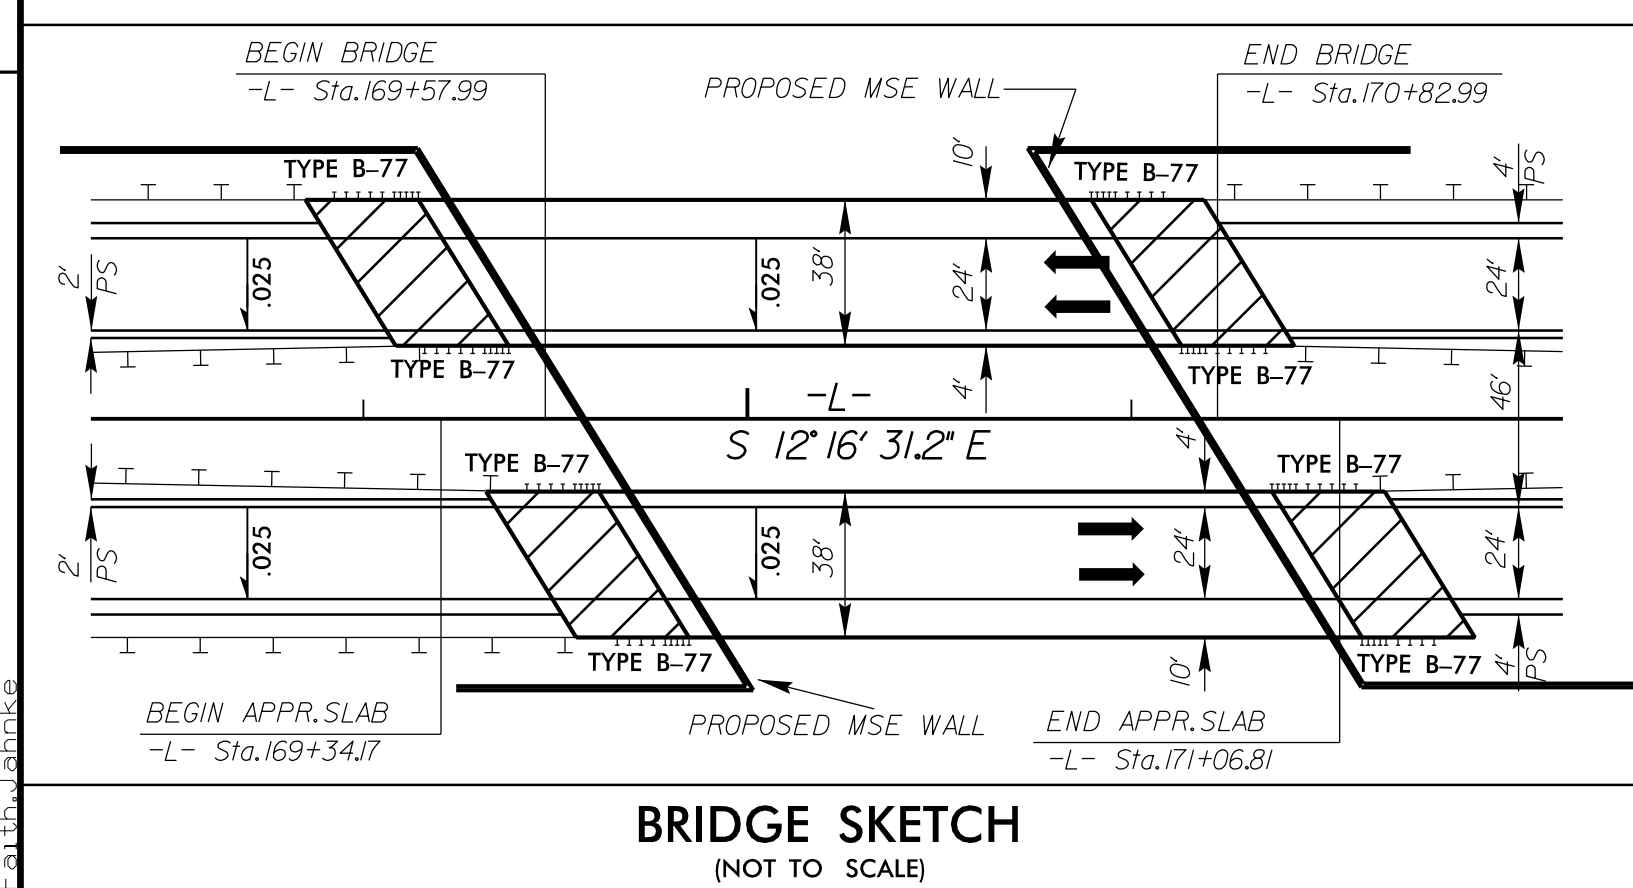 BEGIN BRIDGE
-L- Sta.169+57.99
PROPOSED MSE WALL
END BRIDGE
-L- Sta.170+82.99
TYPE B-77
TYPE B-77
10'
4'
PS
2'
PS
.025
.025
38'
24'
24'
TYPE B-77
TYPE B-77
4'
46'
-L-
S 12°16' 31.2" E
4'
TYPE B-77
TYPE B-77
2'
PS
.025
.025
38'
24'
24'
TYPE B-77
TYPE B-77
10'
4'
PS
BEGIN APPR.SLAB
-L- Sta.169+34.17
PROPOSED MSE WALL
END APPR.SLAB
-L- Sta.171+06.81
BRIDGE SKETCH
(NOT TO SCALE)
Faith.Jahnke